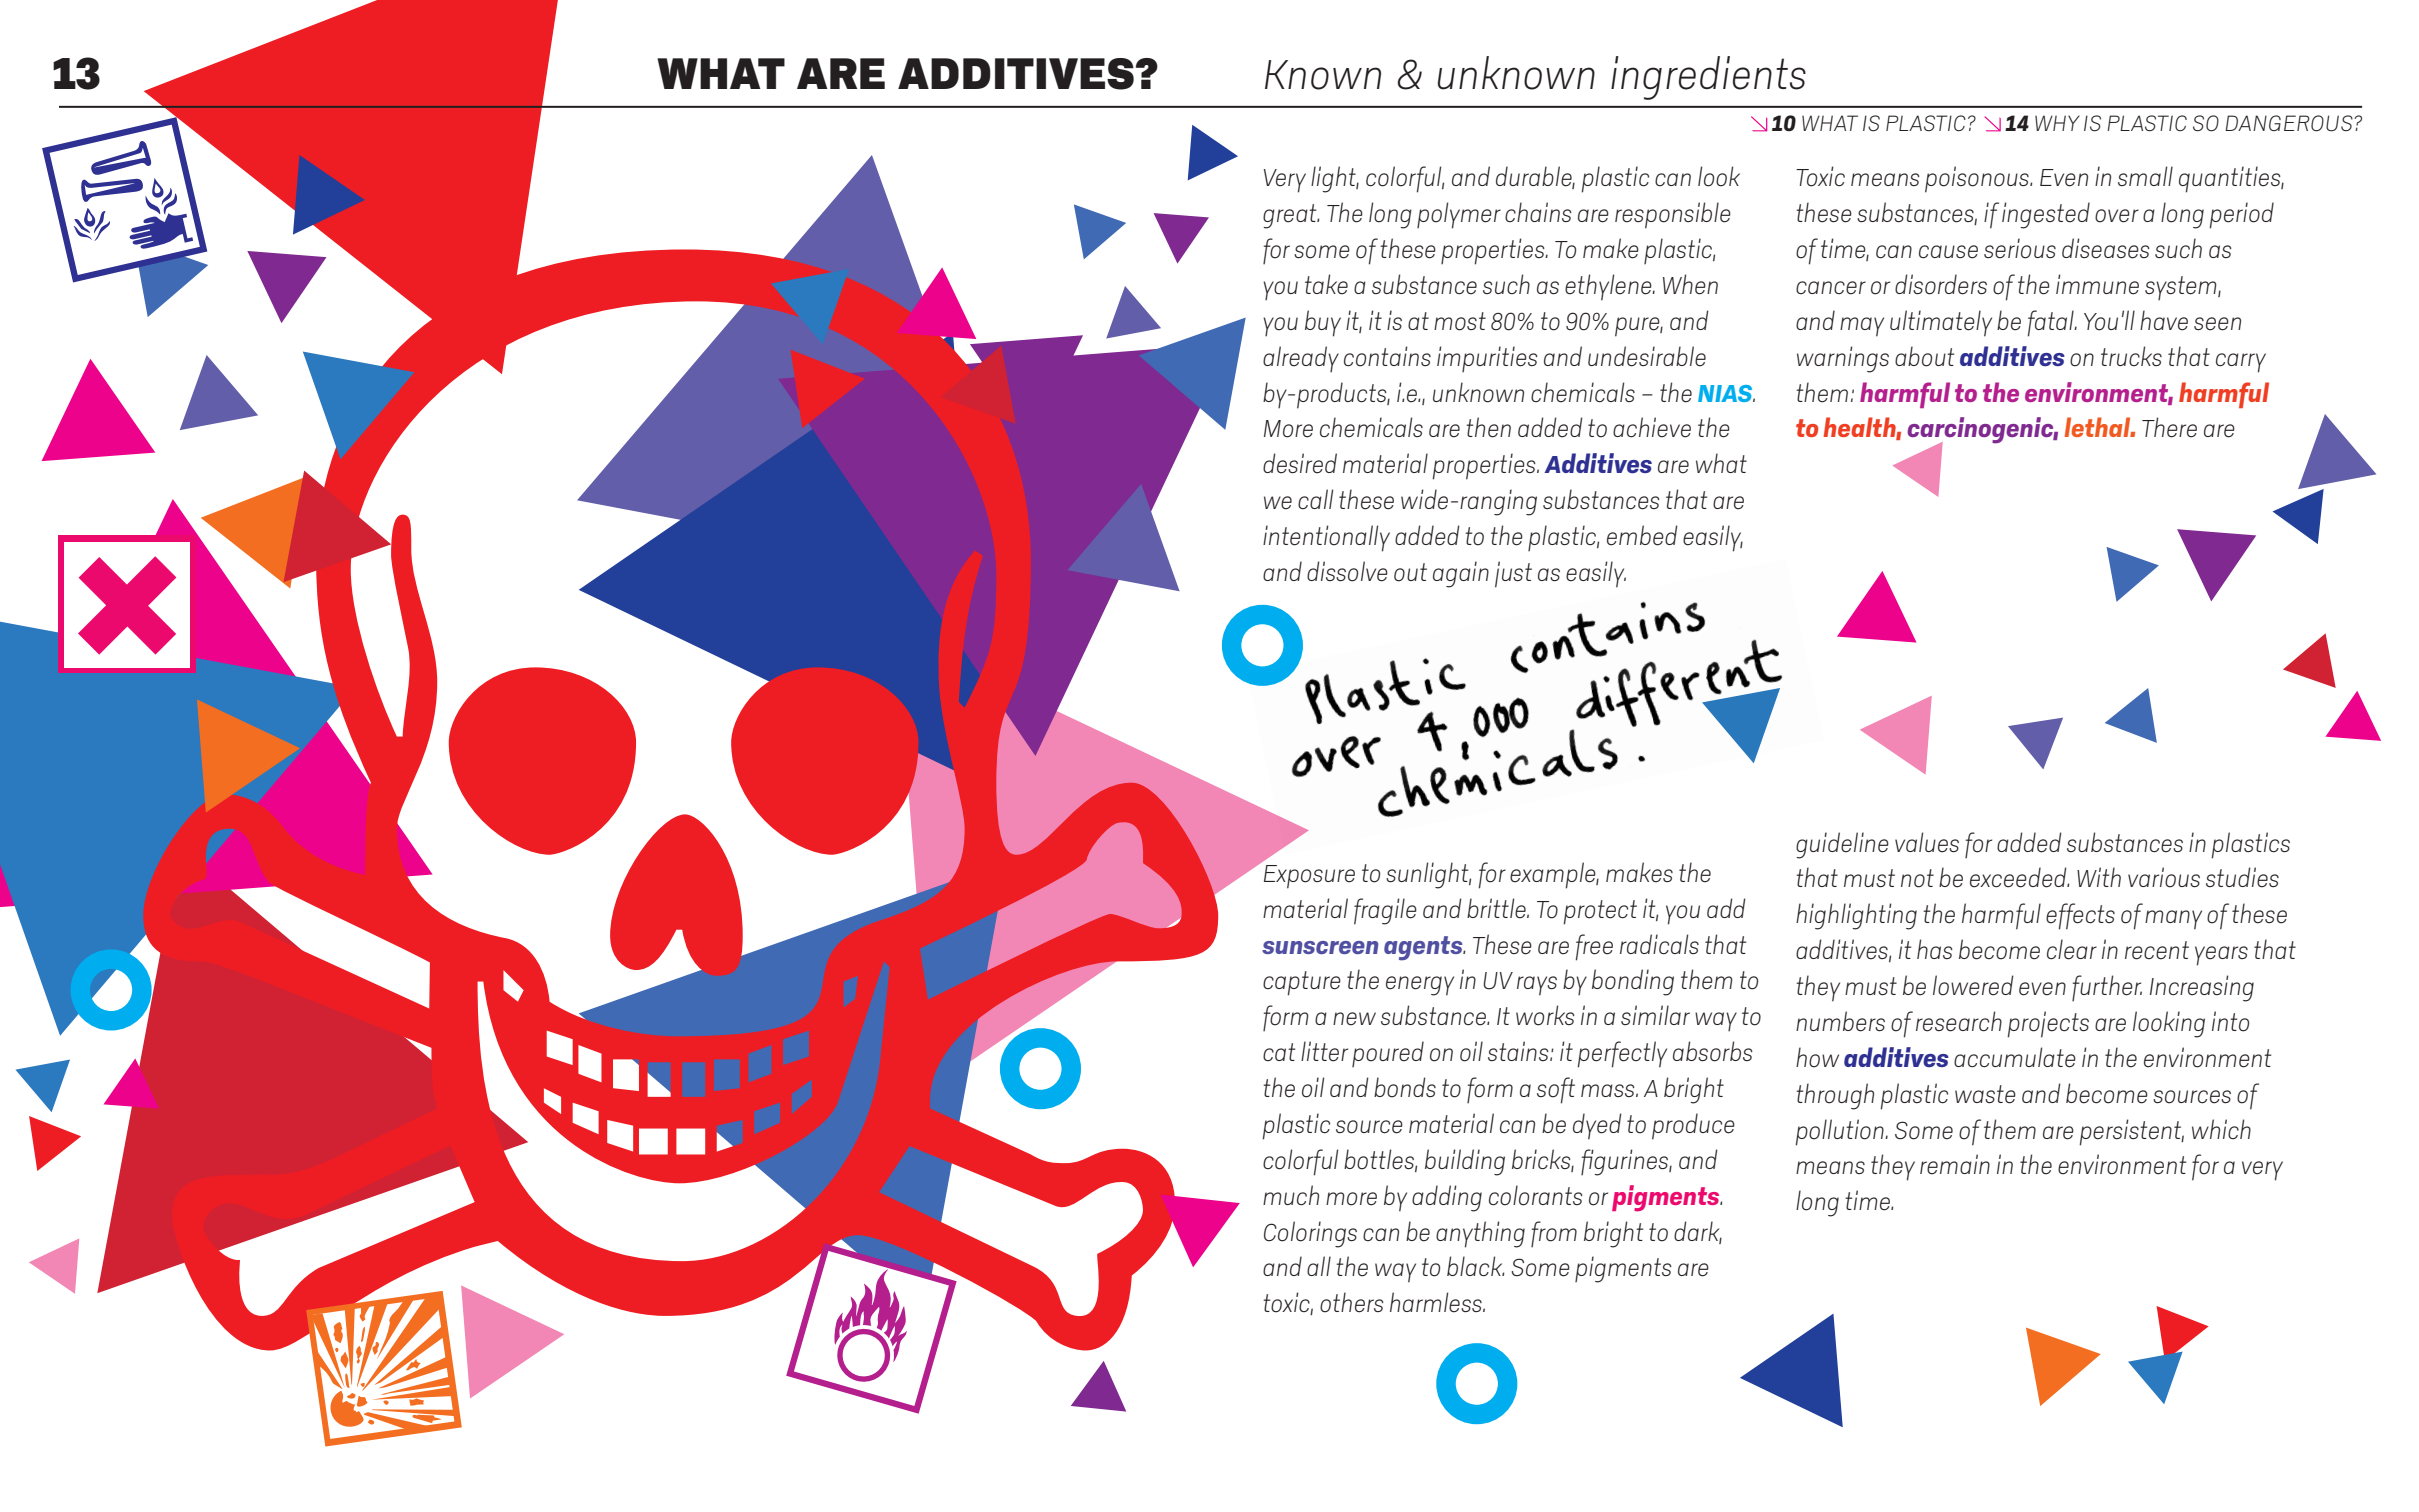 13
WHAT ARE ADDITIVES?
Known & unknown ingredients
↘10 WHAT IS PLASTIC? ↘14 WHY IS PLASTIC SO DANGEROUS?
Very light, colorful, and durable, plastic can look
great. The long polymer chains are responsible
for some of these properties. To make plastic,
you take a substance such as ethylene. When
you buy it, it is at most 80% to 90% pure, and
already contains impurities and undesirable
by-products, i.e., unknown chemicals – the NIAS.
More chemicals are then added to achieve the
desired material properties. Additives are what
we call these wide-ranging substances that are
intentionally added to the plastic, embed easily,
and dissolve out again just as easily.
Plastic contains
over 4,000 different
chemicals.
Exposure to sunlight, for example, makes the
material fragile and brittle. To protect it, you add
sunscreen agents. These are free radicals that
capture the energy in UV rays by bonding them to
form a new substance. It works in a similar way to
cat litter poured on oil stains: it perfectly absorbs
the oil and bonds to form a soft mass. A bright
plastic source material can be dyed to produce
colorful bottles, building bricks, figurines, and
much more by adding colorants or pigments.
Colorings can be anything from bright to dark,
and all the way to black. Some pigments are
toxic, others harmless.
Toxic means poisonous. Even in small quantities,
these substances, if ingested over a long period
of time, can cause serious diseases such as
cancer or disorders of the immune system,
and may ultimately be fatal. You'll have seen
warnings about additives on trucks that carry
them: harmful to the environment, harmful
to health, carcinogenic, lethal. There are
guideline values for added substances in plastics
that must not be exceeded. With various studies
highlighting the harmful effects of many of these
additives, it has become clear in recent years that
they must be lowered even further. Increasing
numbers of research projects are looking into
how additives accumulate in the environment
through plastic waste and become sources of
pollution. Some of them are persistent, which
means they remain in the environment for a very
long time.